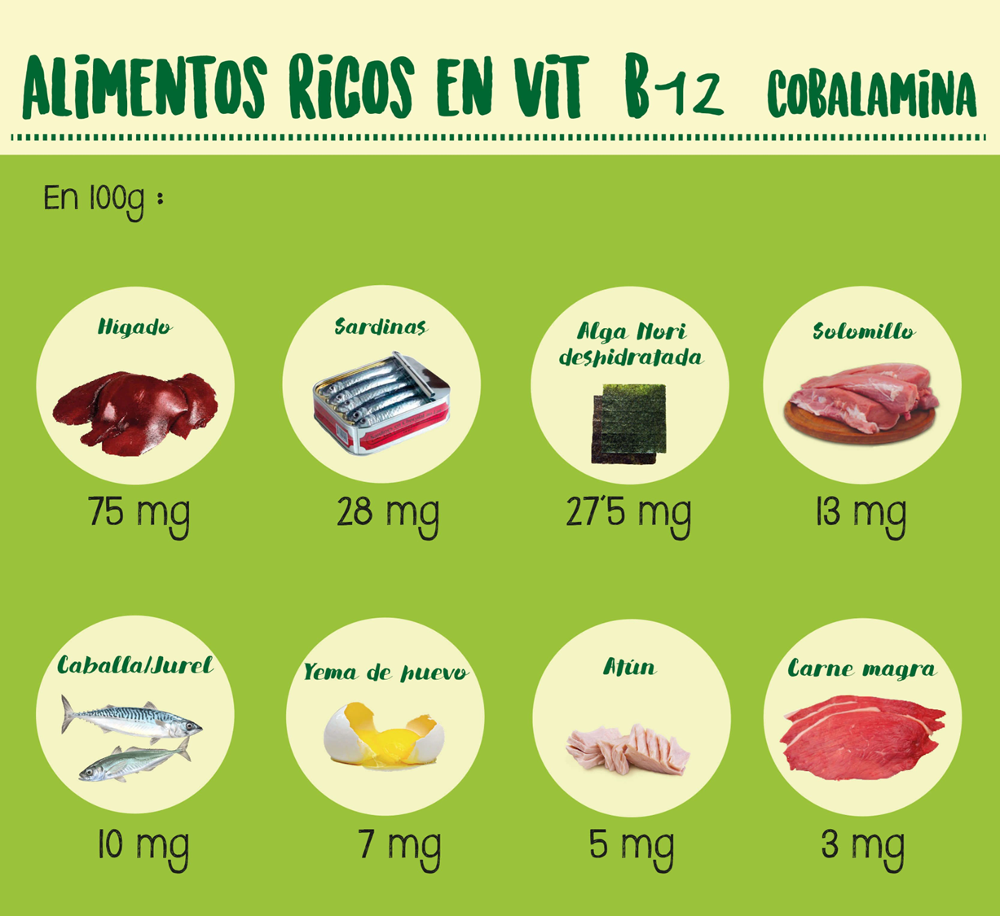 ALIMENTOS RICOS EN VIT B-12 COBALAMINA
En 100g :
Hígado
Sardinas
Alga Nori
deshidratada
Solomillo
75 mg
28 mg
27'5 mg
13 mg
Caballa/Jurel
Yema de huevo
Atún
Carne magra
10 mg
7 mg
5 mg
3 mg